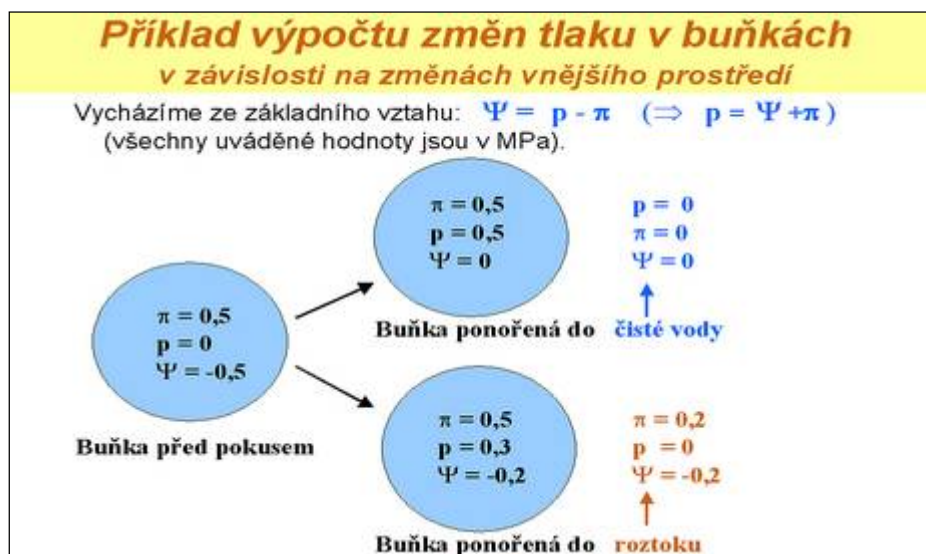 Příklad výpočtu změn tlaku v buňkách
v závislosti na změnách vnějšího prostředí
Vycházíme ze základního vztahu: Ψ = p - π (⇒ p = Ψ +π)
(všechny uváděné hodnoty jsou v MPa).
π = 0,5
p = 0,5
Ψ = 0
p = 0
π = 0
Ψ = 0
Buňka ponořená do čisté vody
π = 0,5
p = 0
Ψ = -0,5
Buňka před pokusem
π = 0,5
p = 0,3
Ψ = -0,2
π = 0,2
p = 0
Ψ = -0,2
Buňka ponořená do roztoku